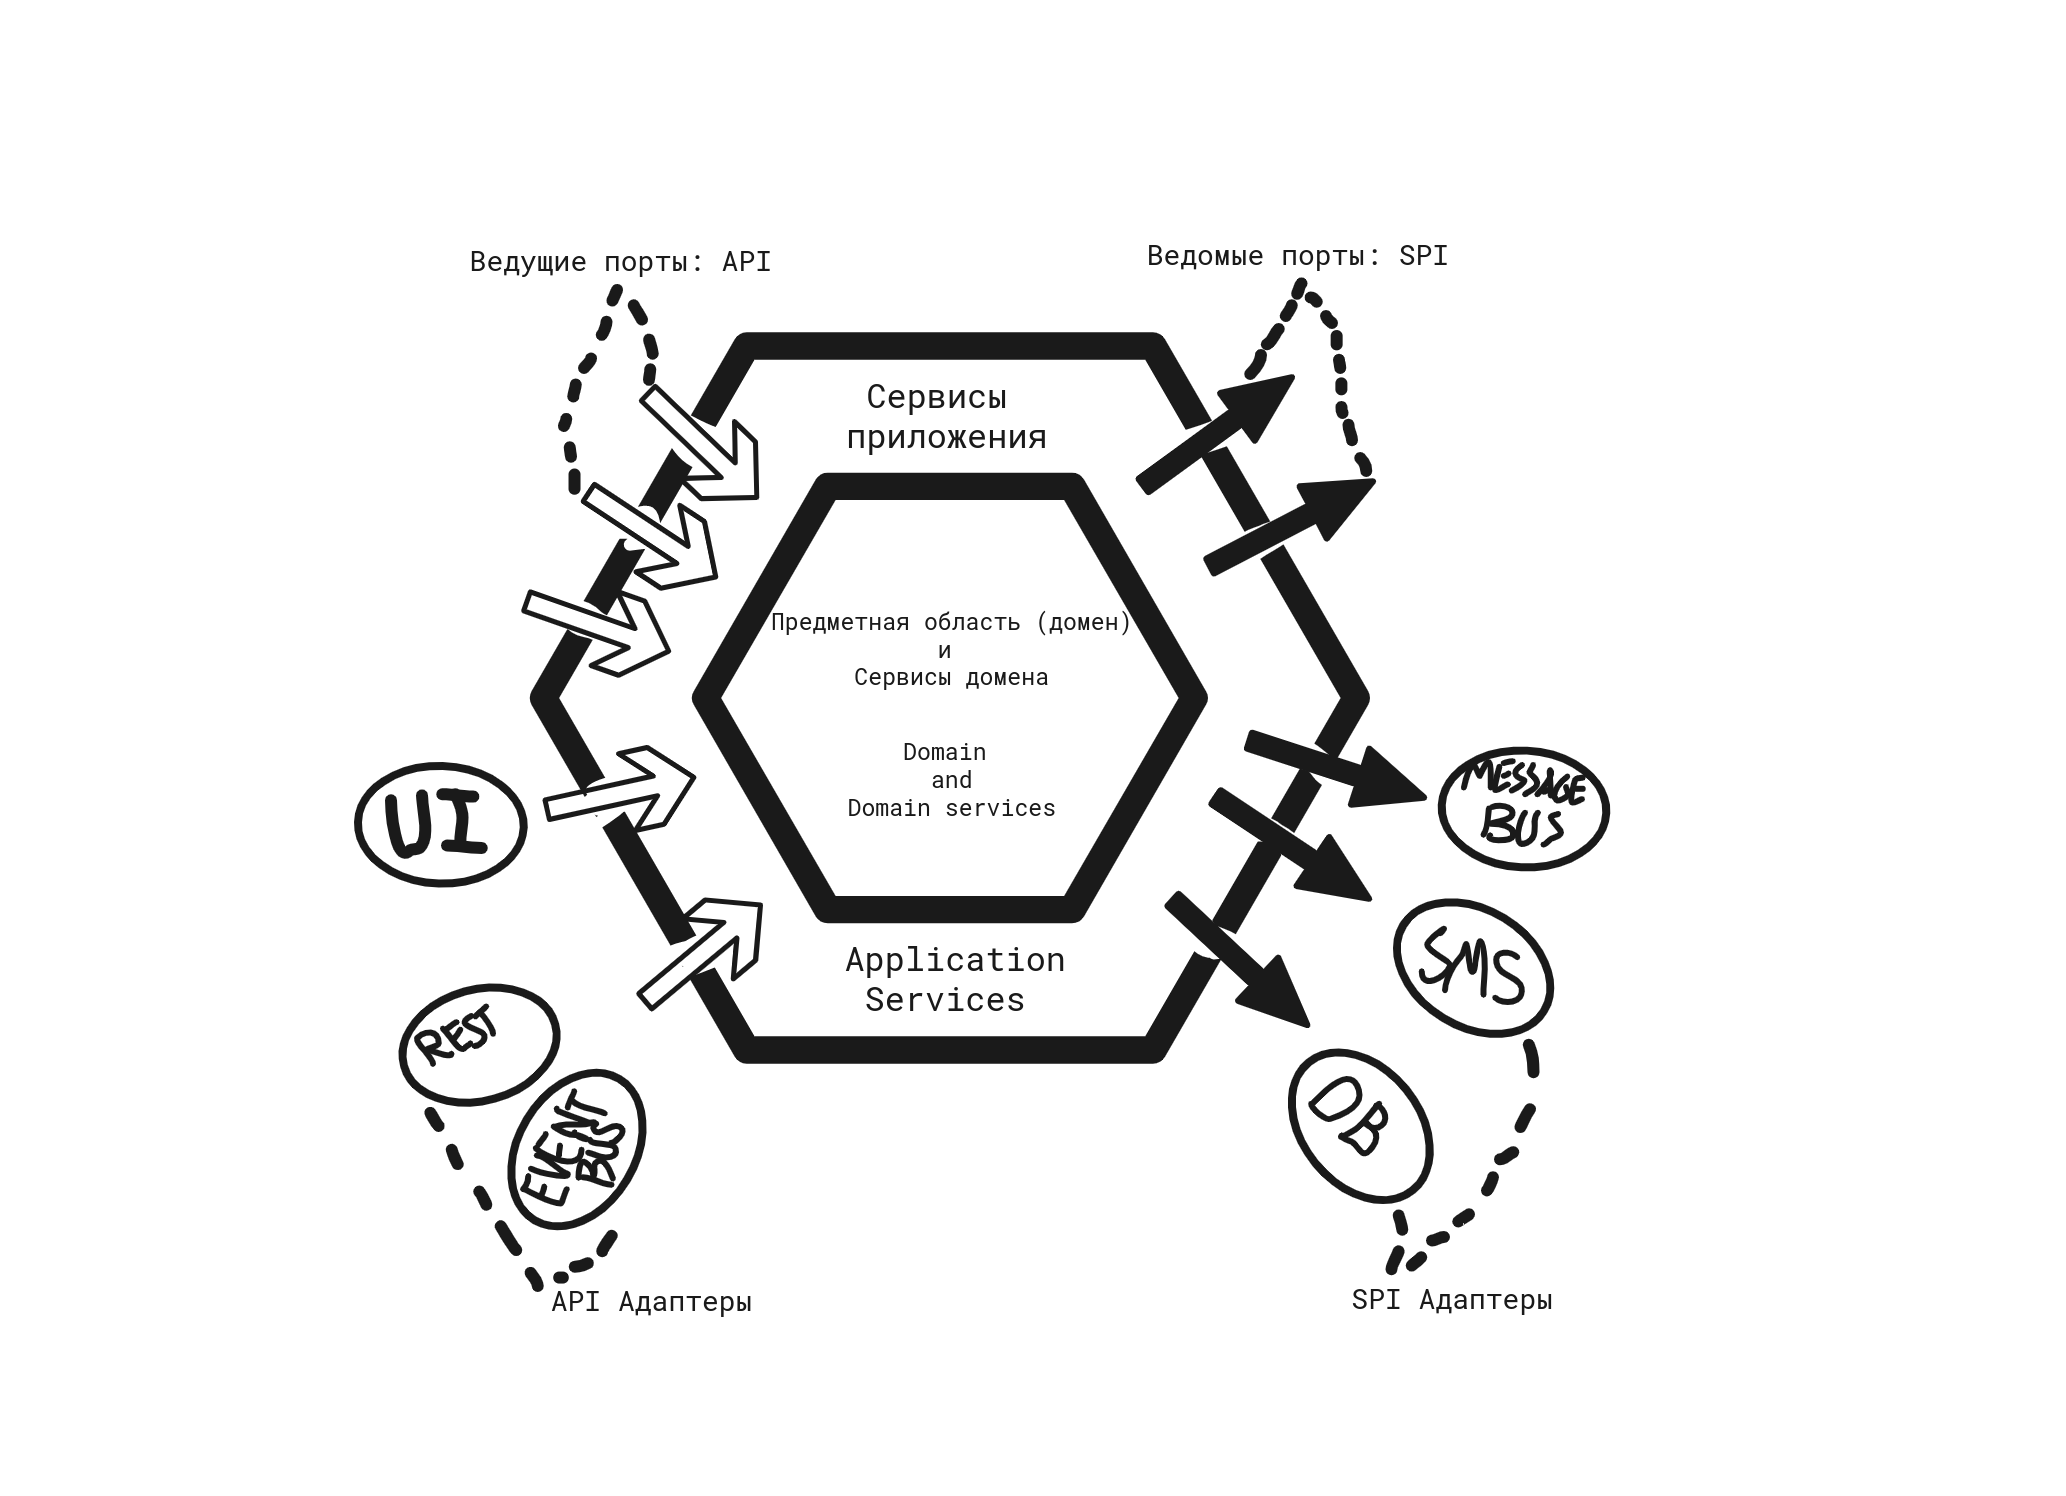 Ведущие порты: API
Ведомые порты: SPI
Сервисы
приложения
Предметная область (домен)
и
Сервисы домена
Domain
and
Domain services
UI
MESSAGE
BUS
Application
Services
SMS
REST
EVENT
BUS
DB
API Адаптеры
SPI Адаптеры